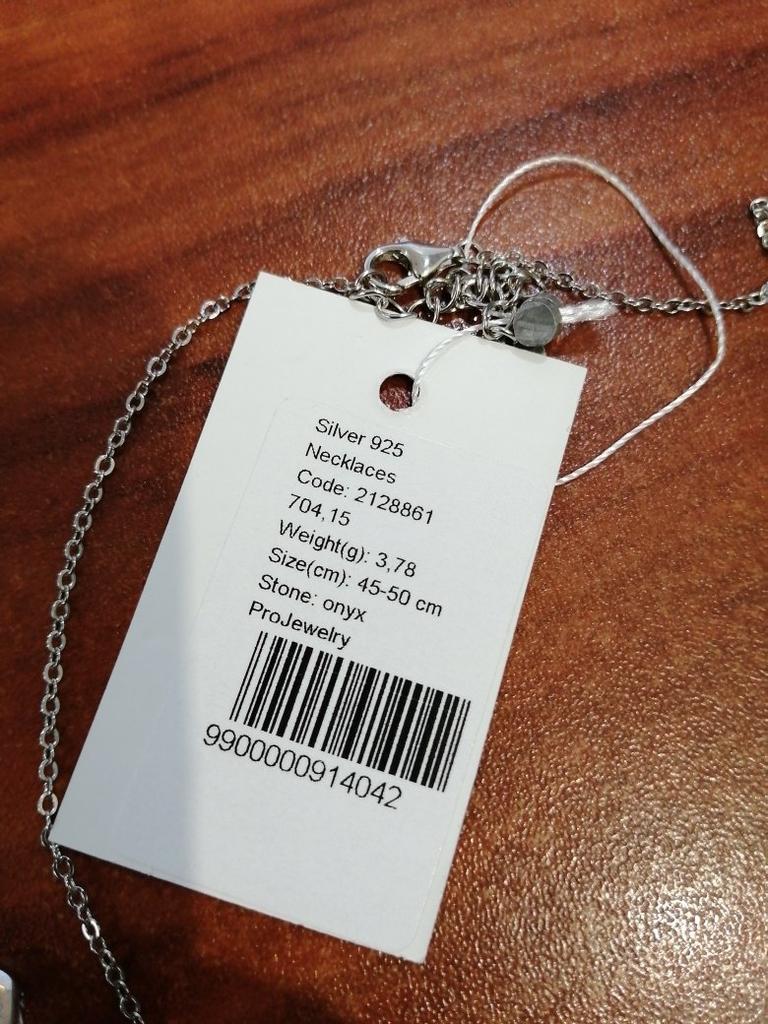 Silver 925
Necklaces
Code: 2128861
704,15
Weight(g): 3,78
Size(cm): 45-50 cm
Stone: onyx
ProJewelry
9900000914042